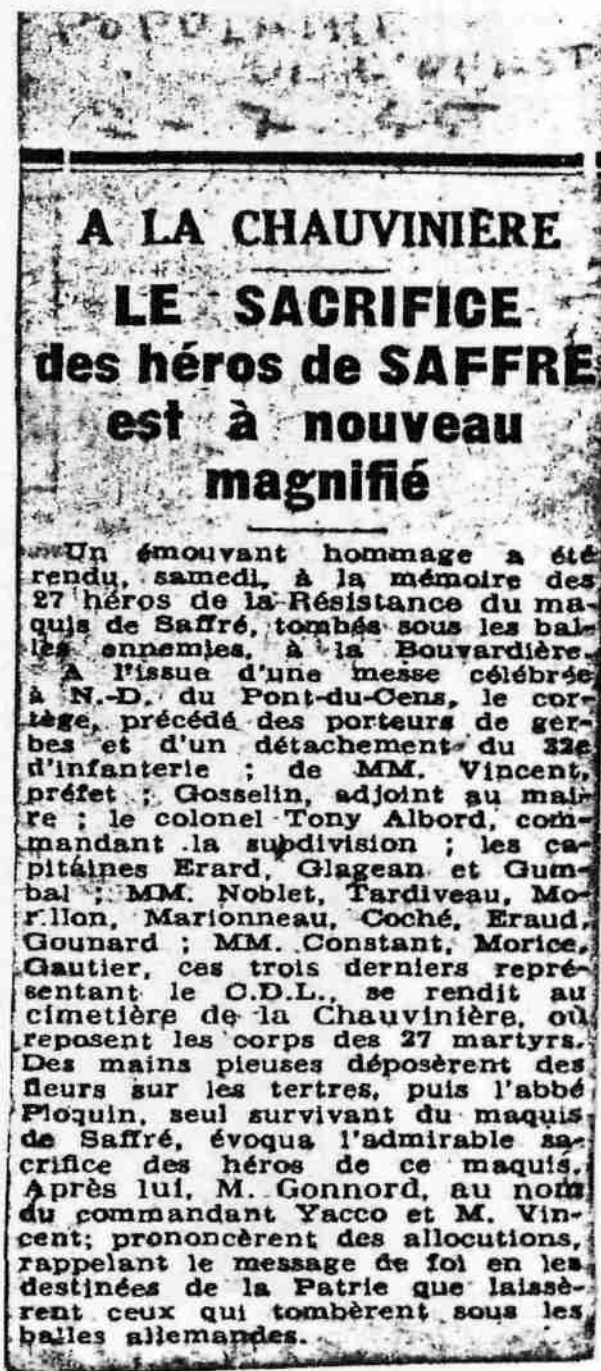 POPULAIRE
DE L'OUEST
A LA CHAUVINIÈRE
LE SACRIFICE
des héros de SAFFRÉ
est à nouveau
magnifié
Un émouvant hommage a été
rendu, samedi, à la mémoire des
27 héros de la Résistance du ma-
quis de Saffré, tombés sous les bal-
les ennemies, à la Bouvardière.
A l'issue d'une messe célébrée
à N.-D. du Pont-du-Cens, le cor-
tège, précédé des porteurs de ger-
bes et d'un détachement du 32e
d'infanterie ; de MM. Vincent,
préfet ; Gosselin, adjoint au mai-
re ; le colonel Tony Albord, com-
mandant la subdivision ; les ca-
pitaines Erard, Glagean et Gum-
bal ; MM. Noblet, Tardiveau, Mo-
rillon, Marionneau, Coché, Eraud,
Gounard ; MM. Constant, Morice,
Gautier, ces trois derniers repré-
sentant le C.D.L., se rendit au
cimetière de la Chauvinière, où
reposent les corps des 27 martyrs.
Des mains pieuses déposèrent des
fleurs sur les tertres, puis l'abbé
Ploquin, seul survivant du maquis
de Saffré, évoqua l'admirable sa-
crifice des héros de ce maquis.
Après lui, M. Gonnord, au nom
du commandant Yacco et M. Vin-
cent; prononcèrent des allocutions,
rappelant le message de foi en les
destinées de la Patrie que laissè-
rent ceux qui tombèrent sous les
balles allemandes.